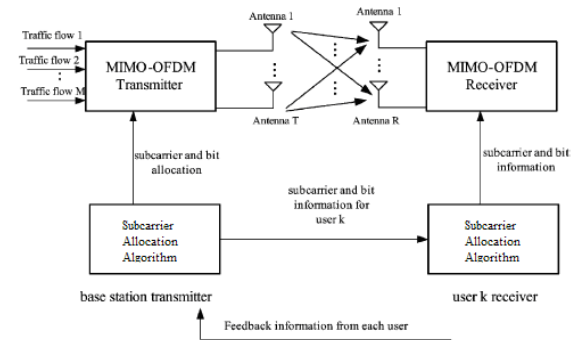 Traffic flow 1
Traffic flow 2
Traffic flow M
MIMO-OFDM
Transmitter
Antenna 1
Antenna T
Antenna 1
Antenna R
MIMO-OFDM
Receiver
subcarrier and bit
allocation
subcarrier and bit
information for
user k
subcarrier and bit
information
Subcarrier
Allocation
Algorithm
Subcarrier
Allocation
Algorithm
base station transmitter
user k receiver
Feedback information from each user